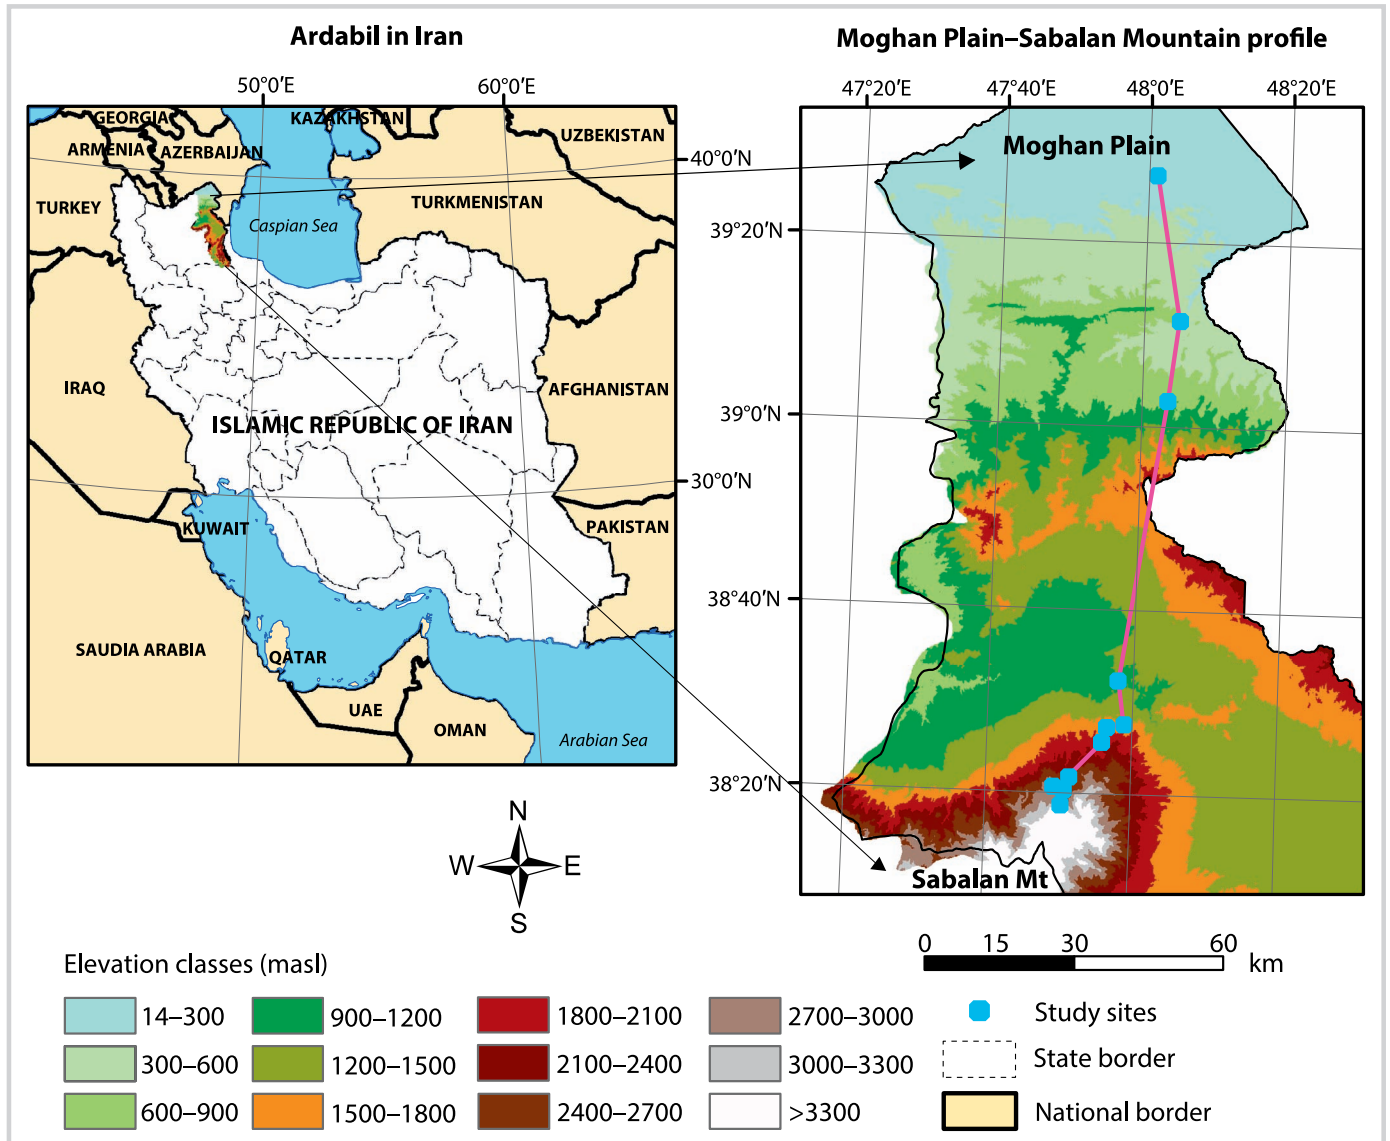 Ardabil in Iran
Moghan Plain–Sabalan Mountain profile
50°0′E
60°0′E
47°20′E
47°40′E
48°0′E
48°20′E
GEORGIA
KAZAKHSTAN
UZBEKISTAN
ARMENIA
AZERBAIJAN
40°0′N
Moghan Plain
TURKEY
TURKMENISTAN
Caspian Sea
39°20′N
IRAQ
AFGHANISTAN
ISLAMIC REPUBLIC OF IRAN
39°0′N
30°0′N
KUWAIT
PAKISTAN
38°40′N
SAUDIA ARABIA
QATAR
UAE
OMAN
Arabian Sea
38°20′N
N
W
E
S
Sabalan Mt
0 15 30 60
km
Elevation classes (masl)
14–300
900–1200
1800–2100
2700–3000
Study sites
300–600
1200–1500
2100–2400
3000–3300
State border
600–900
1500–1800
2400–2700
>3300
National border